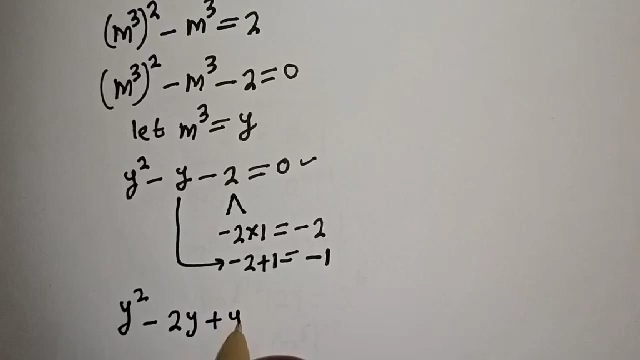 (m³)² - m³ = 2
(m³)² - m³ - 2 = 0
let m³ = y
y² - y - 2 = 0 ✓
-2×1 = -2
-2+1 = -1
y² - 2y + y